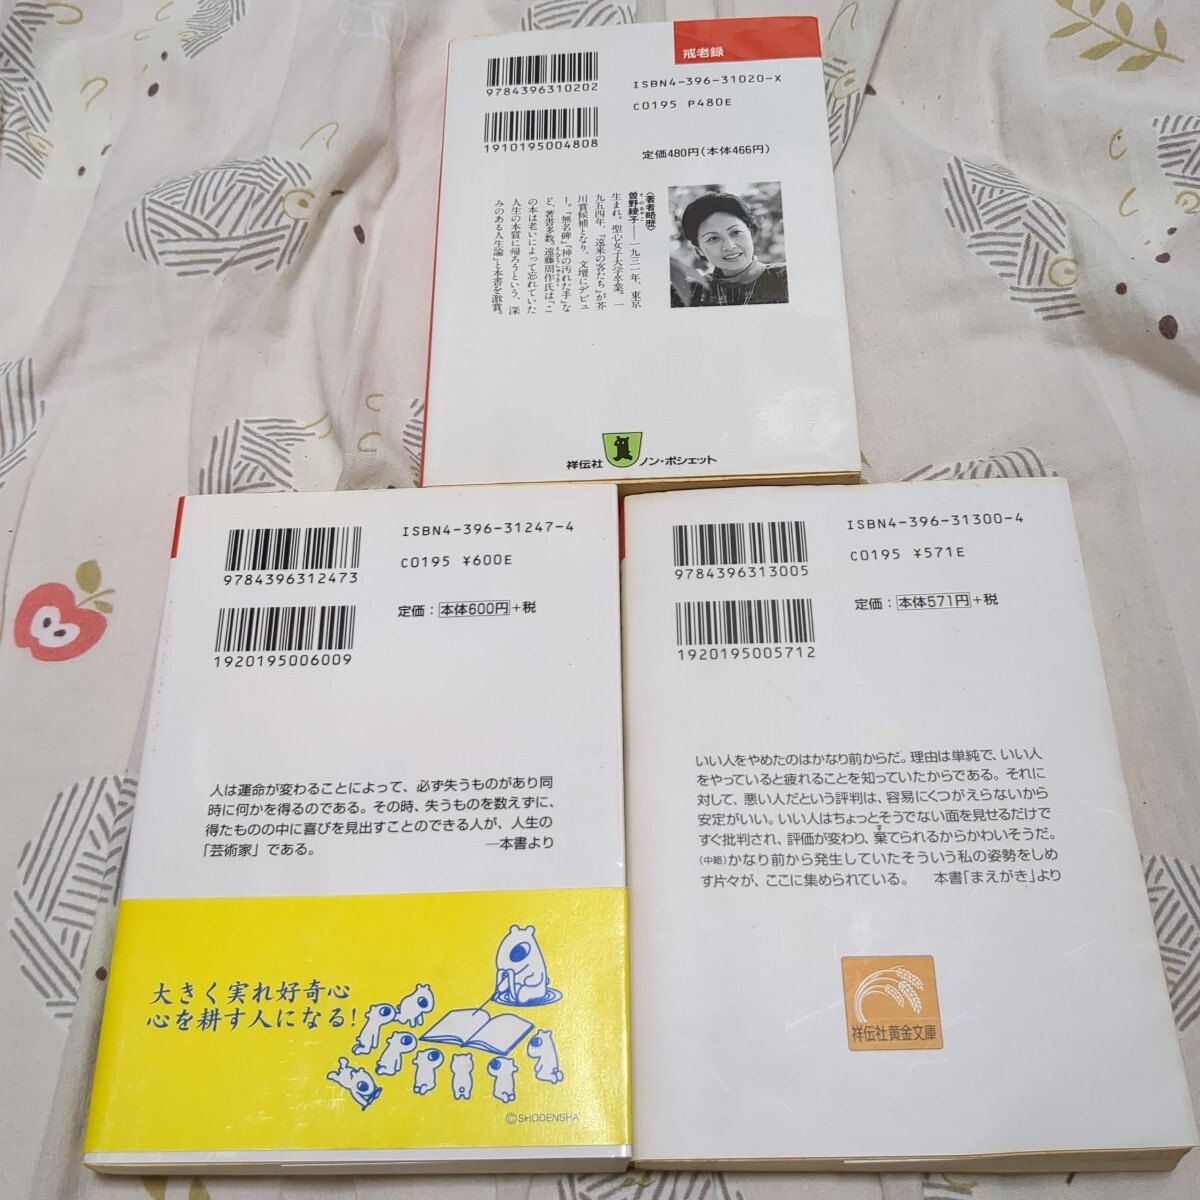 戒老録
9784396310202
ISBN4-396-31020-X
C0195 P480E
1910195004808
定価480円(本体466円)
〈著者略歴〉
曽野綾子——一九三一年、東京
生まれ。聖心女子大学卒業。一
九五四年、『遠来の客たち』が芥
川賞候補となり、文壇にデビュ
ー。『無名碑』『神の汚れた手』な
ど、著書多数。遠藤周作氏は「こ
の本は老いによって忘れていた
人生の本質に帰ろうという、深
みのある人生論」と本書を激賞。
祥伝社
ノン・ポシェット
9784396312473
ISBN4-396-31247-4
C0195 ¥600E
1920195006009
定価：本体600円+税
人は運命が変わることによって、必ず失うものがあり同
時に何かを得るのである。その時、失うものを数えずに、
得たものの中に喜びを見出すことのできる人が、人生の
「芸術家」である。 ―本書より
大きく実れ好奇心
心を耕す人になる!
©SHODENSHA
9784396313005
ISBN4-396-31300-4
C0195 ¥571E
1920195005712
定価：本体571円+税
いい人をやめたのはかなり前からだ。理由は単純で、いい人
をやっていると疲れることを知っていたからである。それに
対して、悪い人だという評判は、容易にくつがえらないから
安定がいい。いい人はちょっとそうでない面を見せるだけで
すぐ批判され、評価が変わり、棄てられるからかわいそうだ。
(中略)かなり前から発生していたそういう私の姿勢をしめ
す片々が、ここに集められている。 本書「まえがき」より
祥伝社黄金文庫